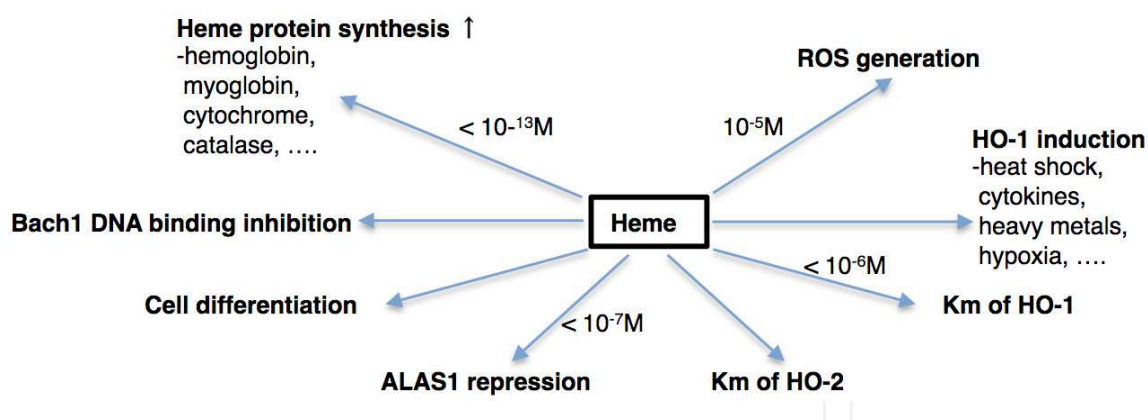 Heme protein synthesis ↑
-hemoglobin,
myoglobin,
cytochrome,
catalase, ....
< 10-¹³M
ROS generation
10⁻⁵M
HO-1 induction
-heat shock,
cytokines,
heavy metals,
hypoxia, ....
Bach1 DNA binding inhibition
Heme
< 10⁻⁶M
Cell differentiation
Km of HO-1
< 10⁻⁷M
ALAS1 repression
Km of HO-2